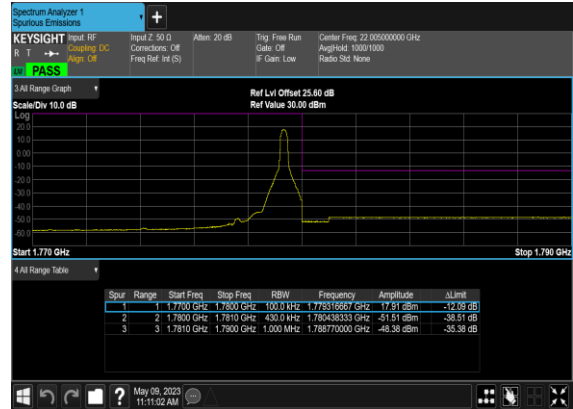 Spectrum Analyzer 1
Spurious Emissions
+
KEYSIGHT
R T
PASS
Input: RF
Coupling: DC
Align: Off
Input Z: 50 Ω
Corrections: Off
Freq Ref: Int (S)
Atten: 20 dB
Trig: Free Run
Gate: Off
IF Gain: Low
Center Freq: 22.005000000 GHz
Avg|Hold: 1000/1000
Radio Std: None
3 All Range Graph
Scale/Div 10.0 dB
Ref Lvl Offset 25.60 dB
Ref Value 30.00 dBm
Log
20.0
10.0
0.00
-10.0
-20.0
-30.0
-40.0
-50.0
-60.0
Start 1.770 GHz
Stop 1.790 GHz
4 All Range Table
Spur Range Start Freq Stop Freq RBW Frequency Amplitude ΔLimit
1 1 1.7700 GHz 1.7800 GHz 100.0 kHz 1.779316667 GHz 17.91 dBm -12.09 dB
2 2 1.7800 GHz 1.7810 GHz 430.0 kHz 1.780438333 GHz -51.51 dBm -38.51 dB
3 3 1.7810 GHz 1.7900 GHz 1.000 MHz 1.788770000 GHz -48.38 dBm -35.38 dB
?
May 09, 2023
11:11:02 AM